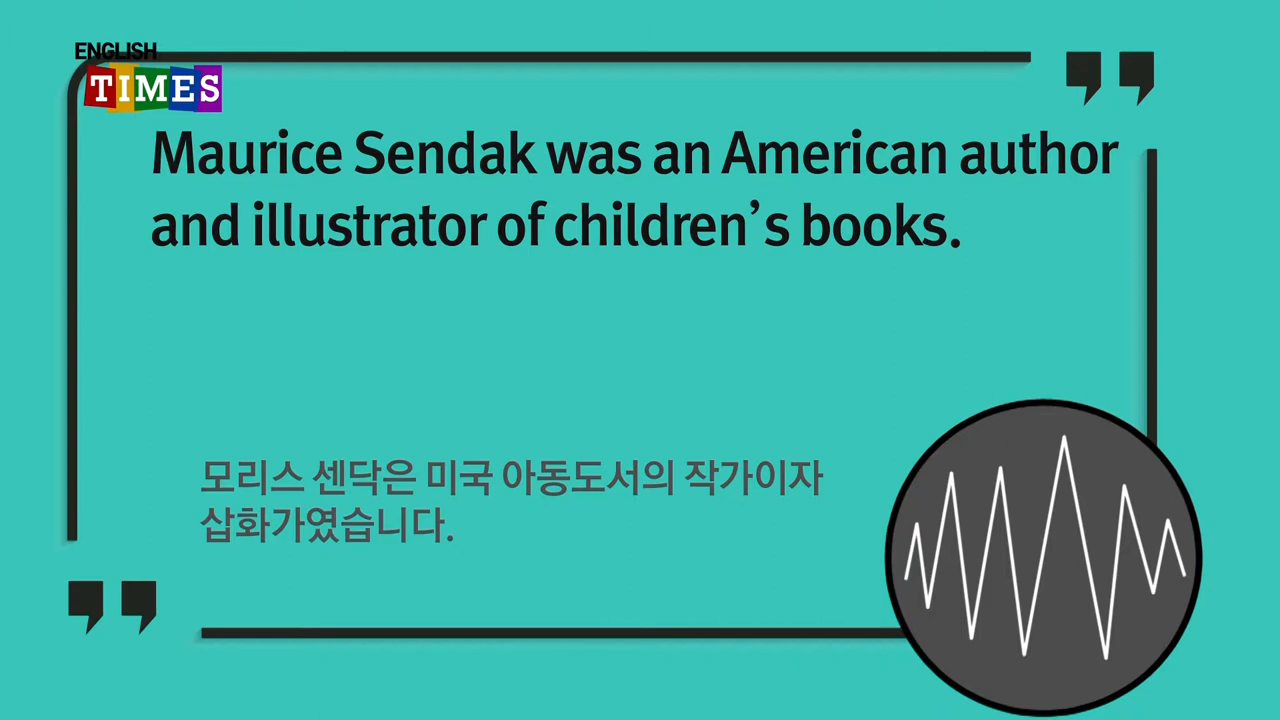 ENGLISH
TIMES
Maurice Sendak was an American author
and illustrator of children’s books.
모리스 센닥은 미국 아동도서의 작가이자
삽화가였습니다.